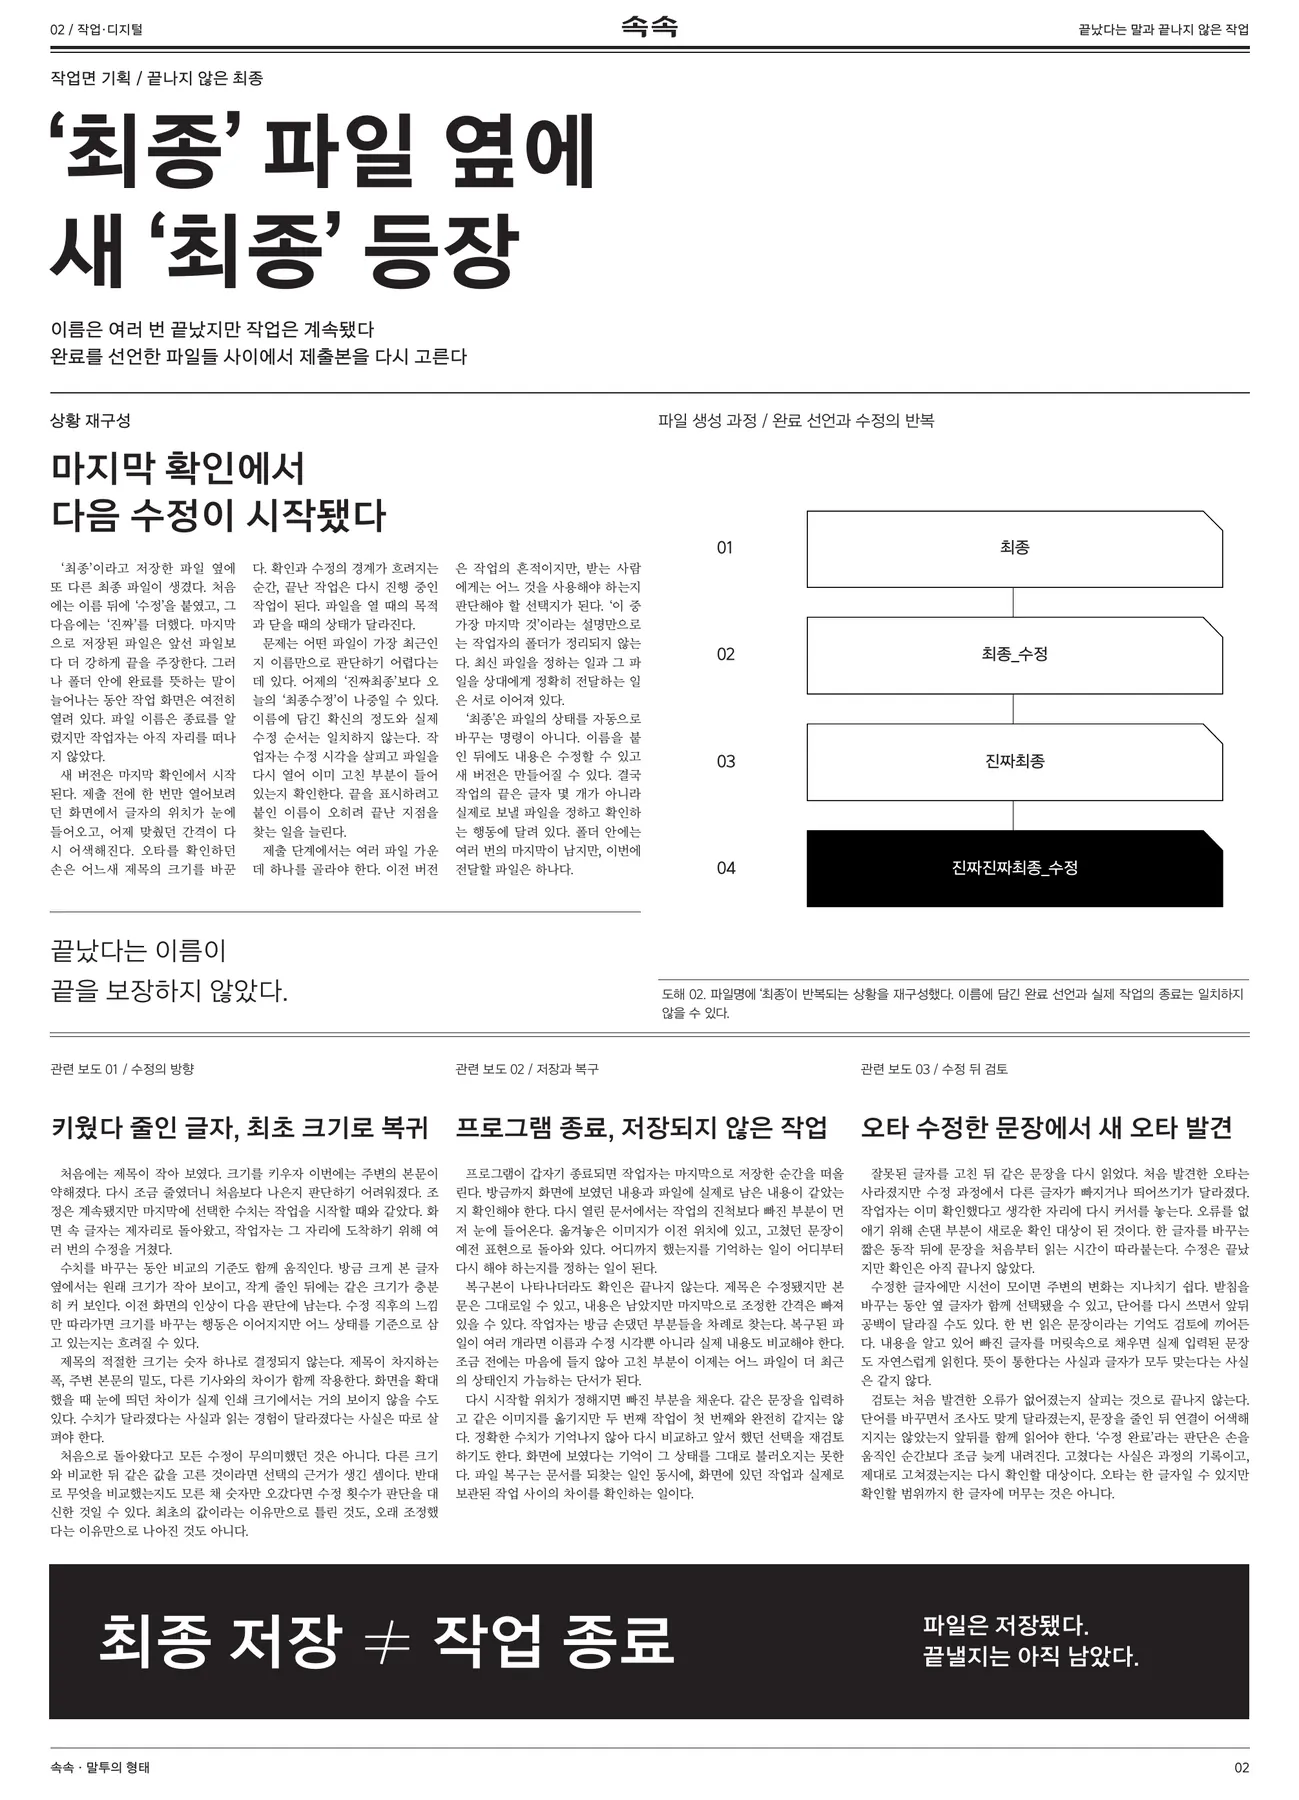 02 / 작업·디지털
속속
끝났다는 말과 끝나지 않은 작업
작업면 기획 / 끝나지 않은 최종
‘최종’ 파일 옆에
새 ‘최종’ 등장
이름은 여러 번 끝났지만 작업은 계속됐다
완료를 선언한 파일들 사이에서 제출본을 다시 고른다
상황 재구성
마지막 확인에서
다음 수정이 시작됐다
‘최종’이라고 저장한 파일 옆에
또 다른 최종 파일이 생겼다. 처음
에는 이름 뒤에 ‘수정’을 붙였고, 그
다음에는 ‘진짜’를 더했다. 마지막
으로 저장된 파일은 앞선 파일보
다 더 강하게 끝을 주장한다. 그러
나 폴더 안에 완료를 뜻하는 말이
늘어나는 동안 작업 화면은 여전히
열려 있다. 파일 이름은 종료를 알
렸지만 작업자는 아직 자리를 떠나
지 않았다.
새 버전은 마지막 확인에서 시작
된다. 제출 전에 한 번만 열어보려
던 화면에서 글자의 위치가 눈에
들어오고, 어제 맞췄던 간격이 다
시 어색해진다. 오타를 확인하던
손은 어느새 제목의 크기를 바꾼
다. 확인과 수정의 경계가 흐려지는
순간, 끝난 작업은 다시 진행 중인
작업이 된다. 파일을 열 때의 목적
과 닫을 때의 상태가 달라진다.
문제는 어떤 파일이 가장 최근인
지 이름만으로 판단하기 어렵다는
데 있다. 어제의 ‘진짜최종’보다 오
늘의 ‘최종수정’이 나중일 수 있다.
이름에 담긴 확신의 정도와 실제
수정 순서는 일치하지 않는다. 작
업자는 수정 시각을 살피고 파일을
다시 열어 이미 고친 부분이 들어
있는지 확인한다. 끝을 표시하려고
붙인 이름이 오히려 끝난 지점을
찾는 일을 늘린다.
제출 단계에서는 여러 파일 가운
데 하나를 골라야 한다. 이전 버전
은 작업의 흔적이지만, 받는 사람
에게는 어느 것을 사용해야 하는지
판단해야 할 선택지가 된다. ‘이 중
가장 마지막 것’이라는 설명만으로
는 작업자의 폴더가 정리되지 않는
다. 최신 파일을 정하는 일과 그 파
일을 상대에게 정확히 전달하는 일
은 서로 이어져 있다.
‘최종’은 파일의 상태를 자동으로
바꾸는 명령이 아니다. 이름을 붙
인 뒤에도 내용은 수정할 수 있고
새 버전은 만들어질 수 있다. 결국
작업의 끝은 글자 몇 개가 아니라
실제로 보낼 파일을 정하고 확인하
는 행동에 달려 있다. 폴더 안에는
여러 번의 마지막이 남지만, 이번에
전달할 파일은 하나다.
끝났다는 이름이
끝을 보장하지 않았다.
파일 생성 과정 / 완료 선언과 수정의 반복
01
최종
02
최종_수정
03
진짜최종
04
진짜진짜최종_수정
도해 02. 파일명에 ‘최종’이 반복되는 상황을 재구성했다. 이름에 담긴 완료 선언과 실제 작업의 종료는 일치하지
않을 수 있다.
관련 보도 01 / 수정의 방향
키웠다 줄인 글자, 최초 크기로 복귀
처음에는 제목이 작아 보였다. 크기를 키우자 이번에는 주변의 본문이
약해졌다. 다시 조금 줄였더니 처음보다 나은지 판단하기 어려워졌다. 조
정은 계속됐지만 마지막에 선택한 수치는 작업을 시작할 때와 같았다. 화
면 속 글자는 제자리로 돌아왔고, 작업자는 그 자리에 도착하기 위해 여
러 번의 수정을 거쳤다.
수치를 바꾸는 동안 비교의 기준도 함께 움직인다. 방금 크게 본 글자
옆에서는 원래 크기가 작아 보이고, 작게 줄인 뒤에는 같은 크기가 충분
히 커 보인다. 이전 화면의 인상이 다음 판단에 남는다. 수정 직후의 느낌
만 따라가면 크기를 바꾸는 행동은 이어지지만 어느 상태를 기준으로 삼
고 있는지는 흐려질 수 있다.
제목의 적절한 크기는 숫자 하나로 결정되지 않는다. 제목이 차지하는
폭, 주변 본문의 밀도, 다른 기사와의 차이가 함께 작용한다. 화면을 확대
했을 때 눈에 띄던 차이가 실제 인쇄 크기에서는 거의 보이지 않을 수도
있다. 수치가 달라졌다는 사실과 읽는 경험이 달라졌다는 사실은 따로 살
펴야 한다.
처음으로 돌아왔다고 모든 수정이 무의미했던 것은 아니다. 다른 크기
와 비교한 뒤 같은 값을 고른 것이라면 선택의 근거가 생긴 셈이다. 반대
로 무엇을 비교했는지도 모른 채 숫자만 오갔다면 수정 횟수가 판단을 대
신한 것일 수 있다. 최초의 값이라는 이유만으로 틀린 것도, 오래 조정했
다는 이유만으로 나아진 것도 아니다.
관련 보도 02 / 저장과 복구
프로그램 종료, 저장되지 않은 작업
프로그램이 갑자기 종료되면 작업자는 마지막으로 저장한 순간을 떠올
린다. 방금까지 화면에 보였던 내용과 파일에 실제로 남은 내용이 같았는
지 확인해야 한다. 다시 열린 문서에서는 작업의 진척보다 빠진 부분이 먼
저 눈에 들어온다. 옮겨놓은 이미지가 이전 위치에 있고, 고쳤던 문장이
예전 표현으로 돌아와 있다. 어디까지 했는지를 기억하는 일이 어디부터
다시 해야 하는지를 정하는 일이 된다.
복구본이 나타나더라도 확인은 끝나지 않는다. 제목은 수정됐지만 본
문은 그대로일 수 있고, 내용은 남았지만 마지막으로 조정한 간격은 빠져
있을 수 있다. 작업자는 방금 손댔던 부분들을 차례로 찾는다. 복구된 파
일이 여러 개라면 이름과 수정 시각뿐 아니라 실제 내용도 비교해야 한다.
조금 전에는 마음에 들지 않아 고친 부분이 이제는 어느 파일이 더 최근
의 상태인지 가늠하는 단서가 된다.
다시 시작할 위치가 정해지면 빠진 부분을 채운다. 같은 문장을 입력하
고 같은 이미지를 옮기지만 두 번째 작업이 첫 번째와 완전히 같지는 않
다. 정확한 수치가 기억나지 않아 다시 비교하고 앞서 했던 선택을 재검토
하기도 한다. 화면에 보였다는 기억이 그 상태를 그대로 불러오지는 못한
다. 파일 복구는 문서를 되찾는 일인 동시에, 화면에 있던 작업과 실제로
보관된 작업 사이의 차이를 확인하는 일이다.
관련 보도 03 / 수정 뒤 검토
오타 수정한 문장에서 새 오타 발견
잘못된 글자를 고친 뒤 같은 문장을 다시 읽었다. 처음 발견한 오타는
사라졌지만 수정 과정에서 다른 글자가 빠지거나 띄어쓰기가 달라졌다.
작업자는 이미 확인했다고 생각한 자리에 다시 커서를 놓는다. 오류를 없
애기 위해 손댄 부분이 새로운 확인 대상이 된 것이다. 한 글자를 바꾸는
짧은 동작 뒤에 문장을 처음부터 읽는 시간이 따라붙는다. 수정은 끝났
지만 확인은 아직 끝나지 않았다.
수정한 글자에만 시선이 모이면 주변의 변화는 지나치기 쉽다. 받침을
바꾸는 동안 옆 글자가 함께 선택됐을 수 있고, 단어를 다시 쓰면서 앞뒤
공백이 달라질 수도 있다. 한 번 읽은 문장이라는 기억도 검토에 끼어든
다. 내용을 알고 있어 빠진 글자를 머릿속으로 채우면 실제 입력된 문장
도 자연스럽게 읽힌다. 뜻이 통한다는 사실과 글자가 모두 맞는다는 사실
은 같지 않다.
검토는 처음 발견한 오류가 없어졌는지 살피는 것으로 끝나지 않는다.
단어를 바꾸면서 조사도 맞게 달라졌는지, 문장을 줄인 뒤 연결이 어색해
지지는 않았는지 앞뒤를 함께 읽어야 한다. ‘수정 완료’라는 판단은 손을
움직인 순간보다 조금 늦게 내려진다. 고쳤다는 사실은 과정의 기록이고,
제대로 고쳐졌는지는 다시 확인할 대상이다. 오타는 한 글자일 수 있지만
확인할 범위까지 한 글자에 머무는 것은 아니다.
최종 저장 ≠ 작업 종료
파일은 저장됐다.
끝낼지는 아직 남았다.
속속 · 말투의 형태
02